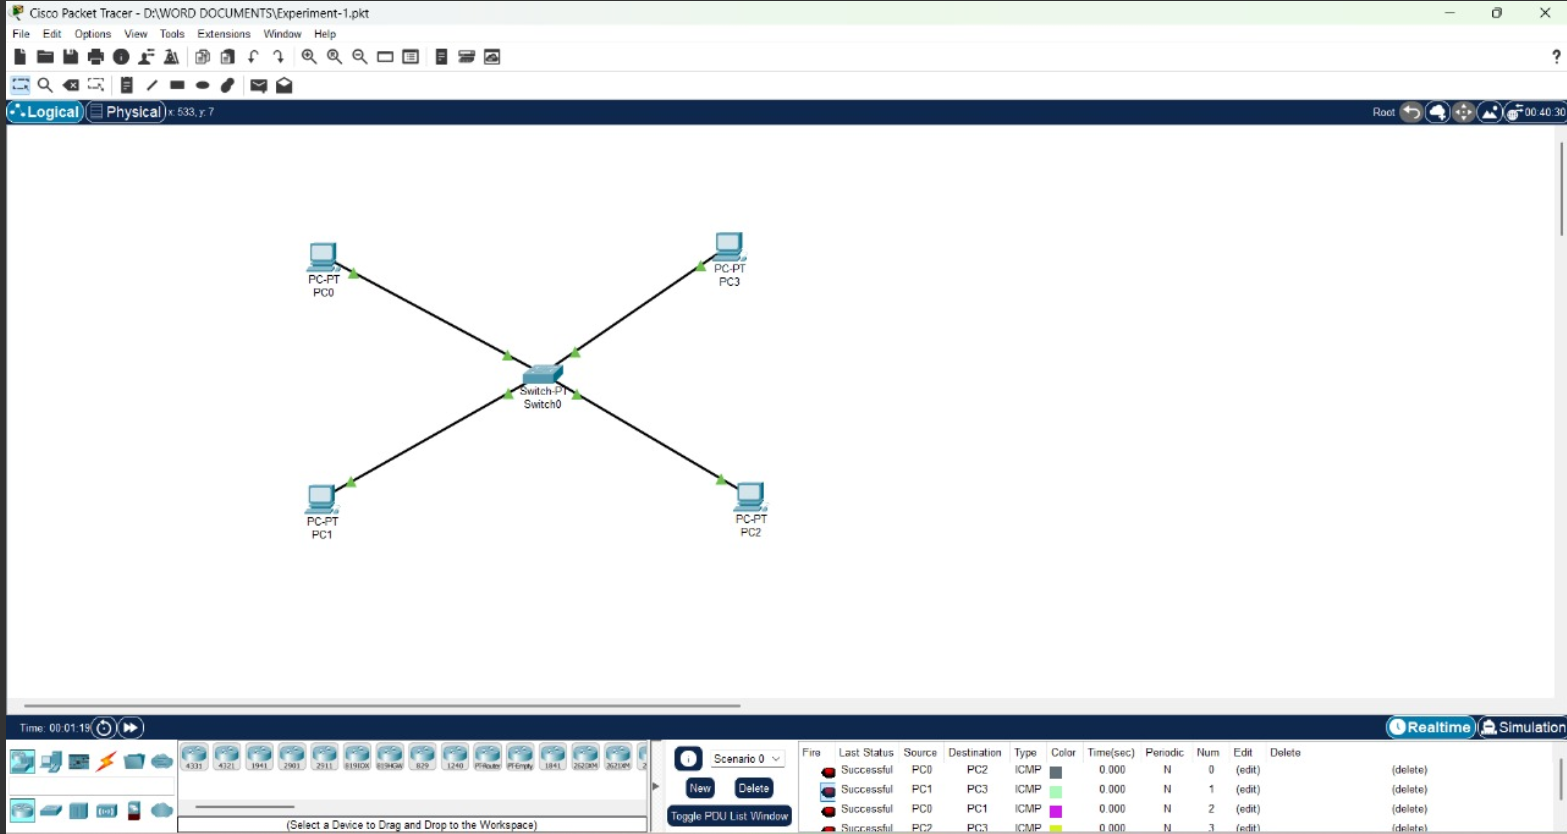 Cisco Packet Tracer - D:\WORD DOCUMENTS\Experiment-1.pkt
File Edit Options View Tools Extensions Window Help
?
Logical Physical x: 533, y: 7 Root 00:40:30
PC-PT
PC0
PC-PT
PC3
Switch-PT
Switch0
PC-PT
PC1
PC-PT
PC2
Time: 00:01:19 Realtime Simulation
4331 4321 1941 2901 2911 819IOX 819HGW 829 1240 PT-Router PT-Empty 1841 2620XM 2621XM
(Select a Device to Drag and Drop to the Workspace)
Scenario 0
New Delete
Toggle PDU List Window
Fire Last Status Source Destination Type Color Time(sec) Periodic Num Edit Delete
Successful PC0 PC2 ICMP 0.000 N 0 (edit) (delete)
Successful PC1 PC3 ICMP 0.000 N 1 (edit) (delete)
Successful PC0 PC1 ICMP 0.000 N 2 (edit) (delete)
Successful PC2 PC3 ICMP 0.000 N 3 (edit) (delete)